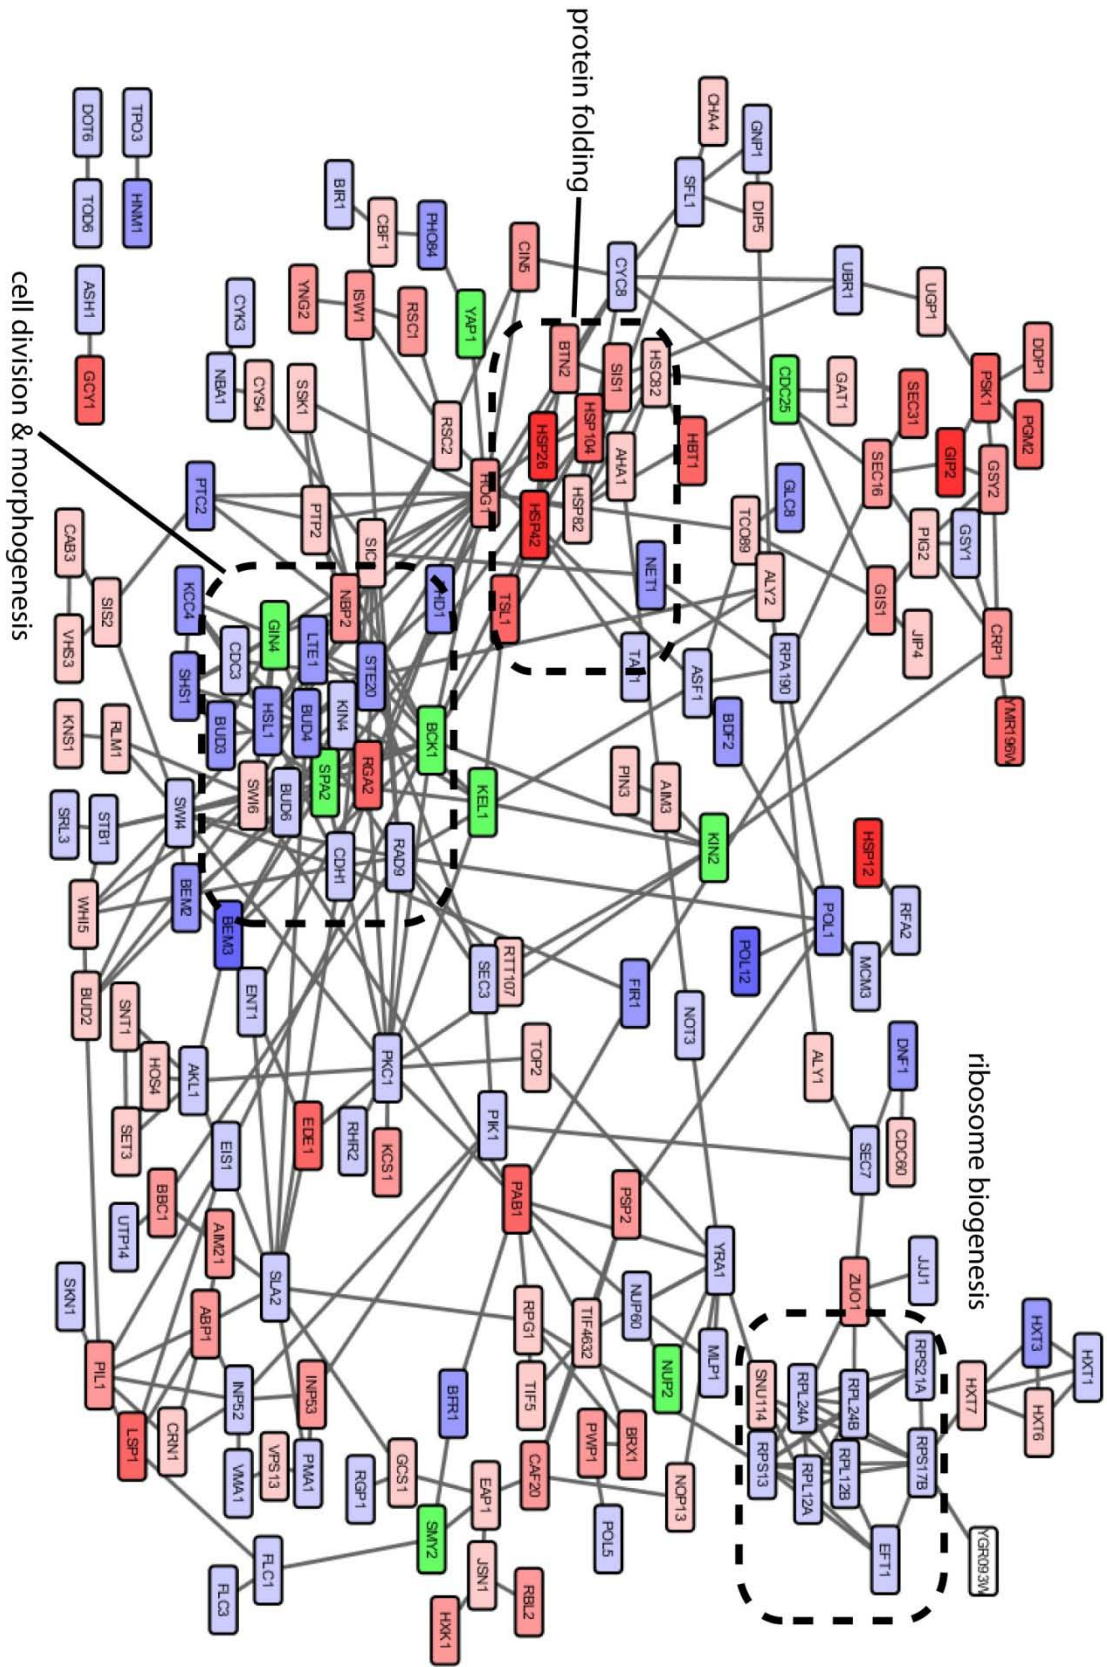 protein folding
cell division & morphogenesis
ribosome biogenesis
DOT6
TOD6
TPO3
HNM1
ASH1
GCY1
CHA4
GNP1
SFL1
DIP5
BIR1
CBF1
PHO84
CIN5
CYC8
UBR1
UGP1
YNG2
ISW1
RSC1
YAP1
CYK3
NBA1
CYS4
SSK1
RSC2
BTN2
SIS1
HSC82
HSP104
HSP26
AHA1
HSP82
HSP42
HBT1
CDC25
GAT1
DDP1
PSK1
PGM2
SEC31
GIP2
SEC16
GSY2
GSY1
PIG2
GLC8
TCO89
ALY2
GIS1
JIP4
CRP1
YMR196W
PTC2
PTP2
HOG1
SIC
TSL1
NET1
ASF1
RPA190
BDF2
CAB3
VHS3
SIS2
KCC4
SHS1
CDC3
GIN4
LTE1
NBP2
STE20
HD1
KNS1
RLM1
BUD3
HSL1
BUD4
KIN4
BCK1
SRL3
STB1
SWI4
SWI6
BUD6
SPA2
RGA2
KEL1
CDH1
RAD9
PIN3
AIM3
KIN2
HSP12
RFA2
POL1
POL12
MCM3
WHI5
BEM2
BEM3
BUD2
ENT1
SEC3
RTT107
FIR1
NOT3
SNT1
HOS4
SET3
AKL1
PKC1
TOP2
ALY1
DNF1
CDC60
SEC7
EIS1
EDE1
RHR2
KCS1
PIK1
BBC1
UTP14
AIM21
PAB1
PSP2
YRA1
ZUO1
JJJ1
SKN1
PIL1
ABP1
SLA2
INP52
INP53
LSP1
CRN1
VMA1
VPS13
PMA1
RPG1
TIF4632
TIF5
NUP60
NUP2
MLP1
BFR1
RGP1
GCS1
EAP1
CAF20
PWP1
BRX1
POL5
NOP13
SNU114
RPS13
RPL24A
RPL24B
RPL12A
RPL12B
RPS21A
RPS17B
EFT1
YGR093W
HXT3
HXT1
HXT7
HXT6
SMY2
JSN1
RBL2
HXK1
FLC1
FLC3